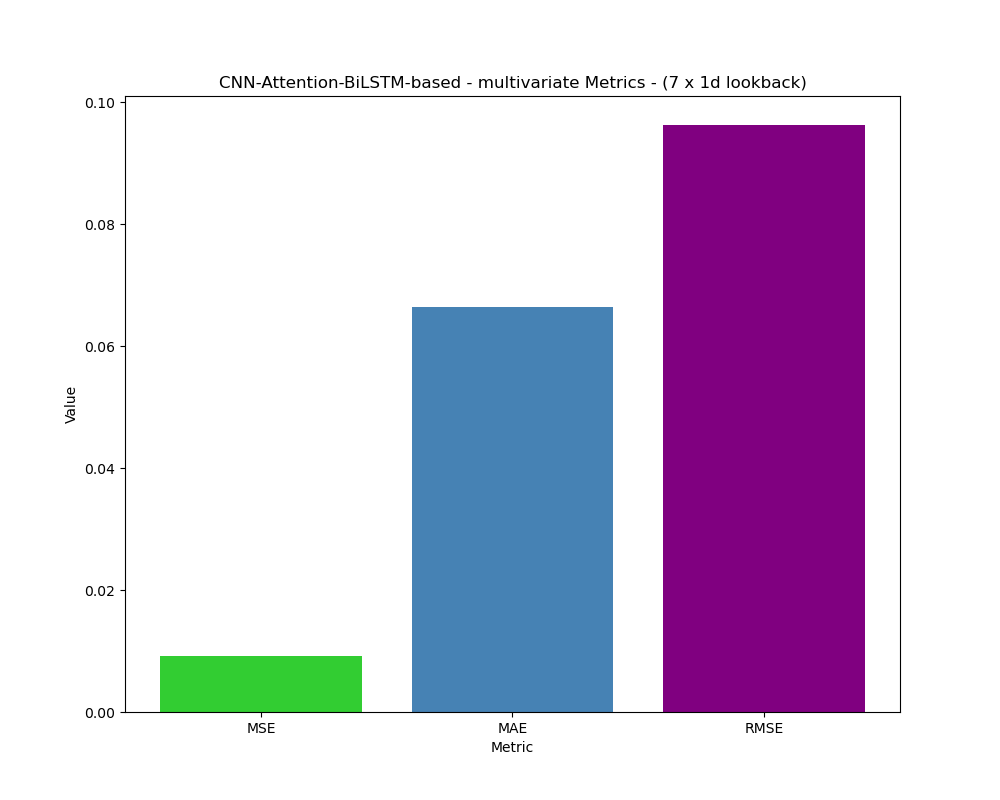 CNN-Attention-BiLSTM-based - multivariate Metrics - (7 x 1d lookback)
0.10
0.08
0.06
0.04
0.02
0.00
Value
MSE MAE RMSE
Metric